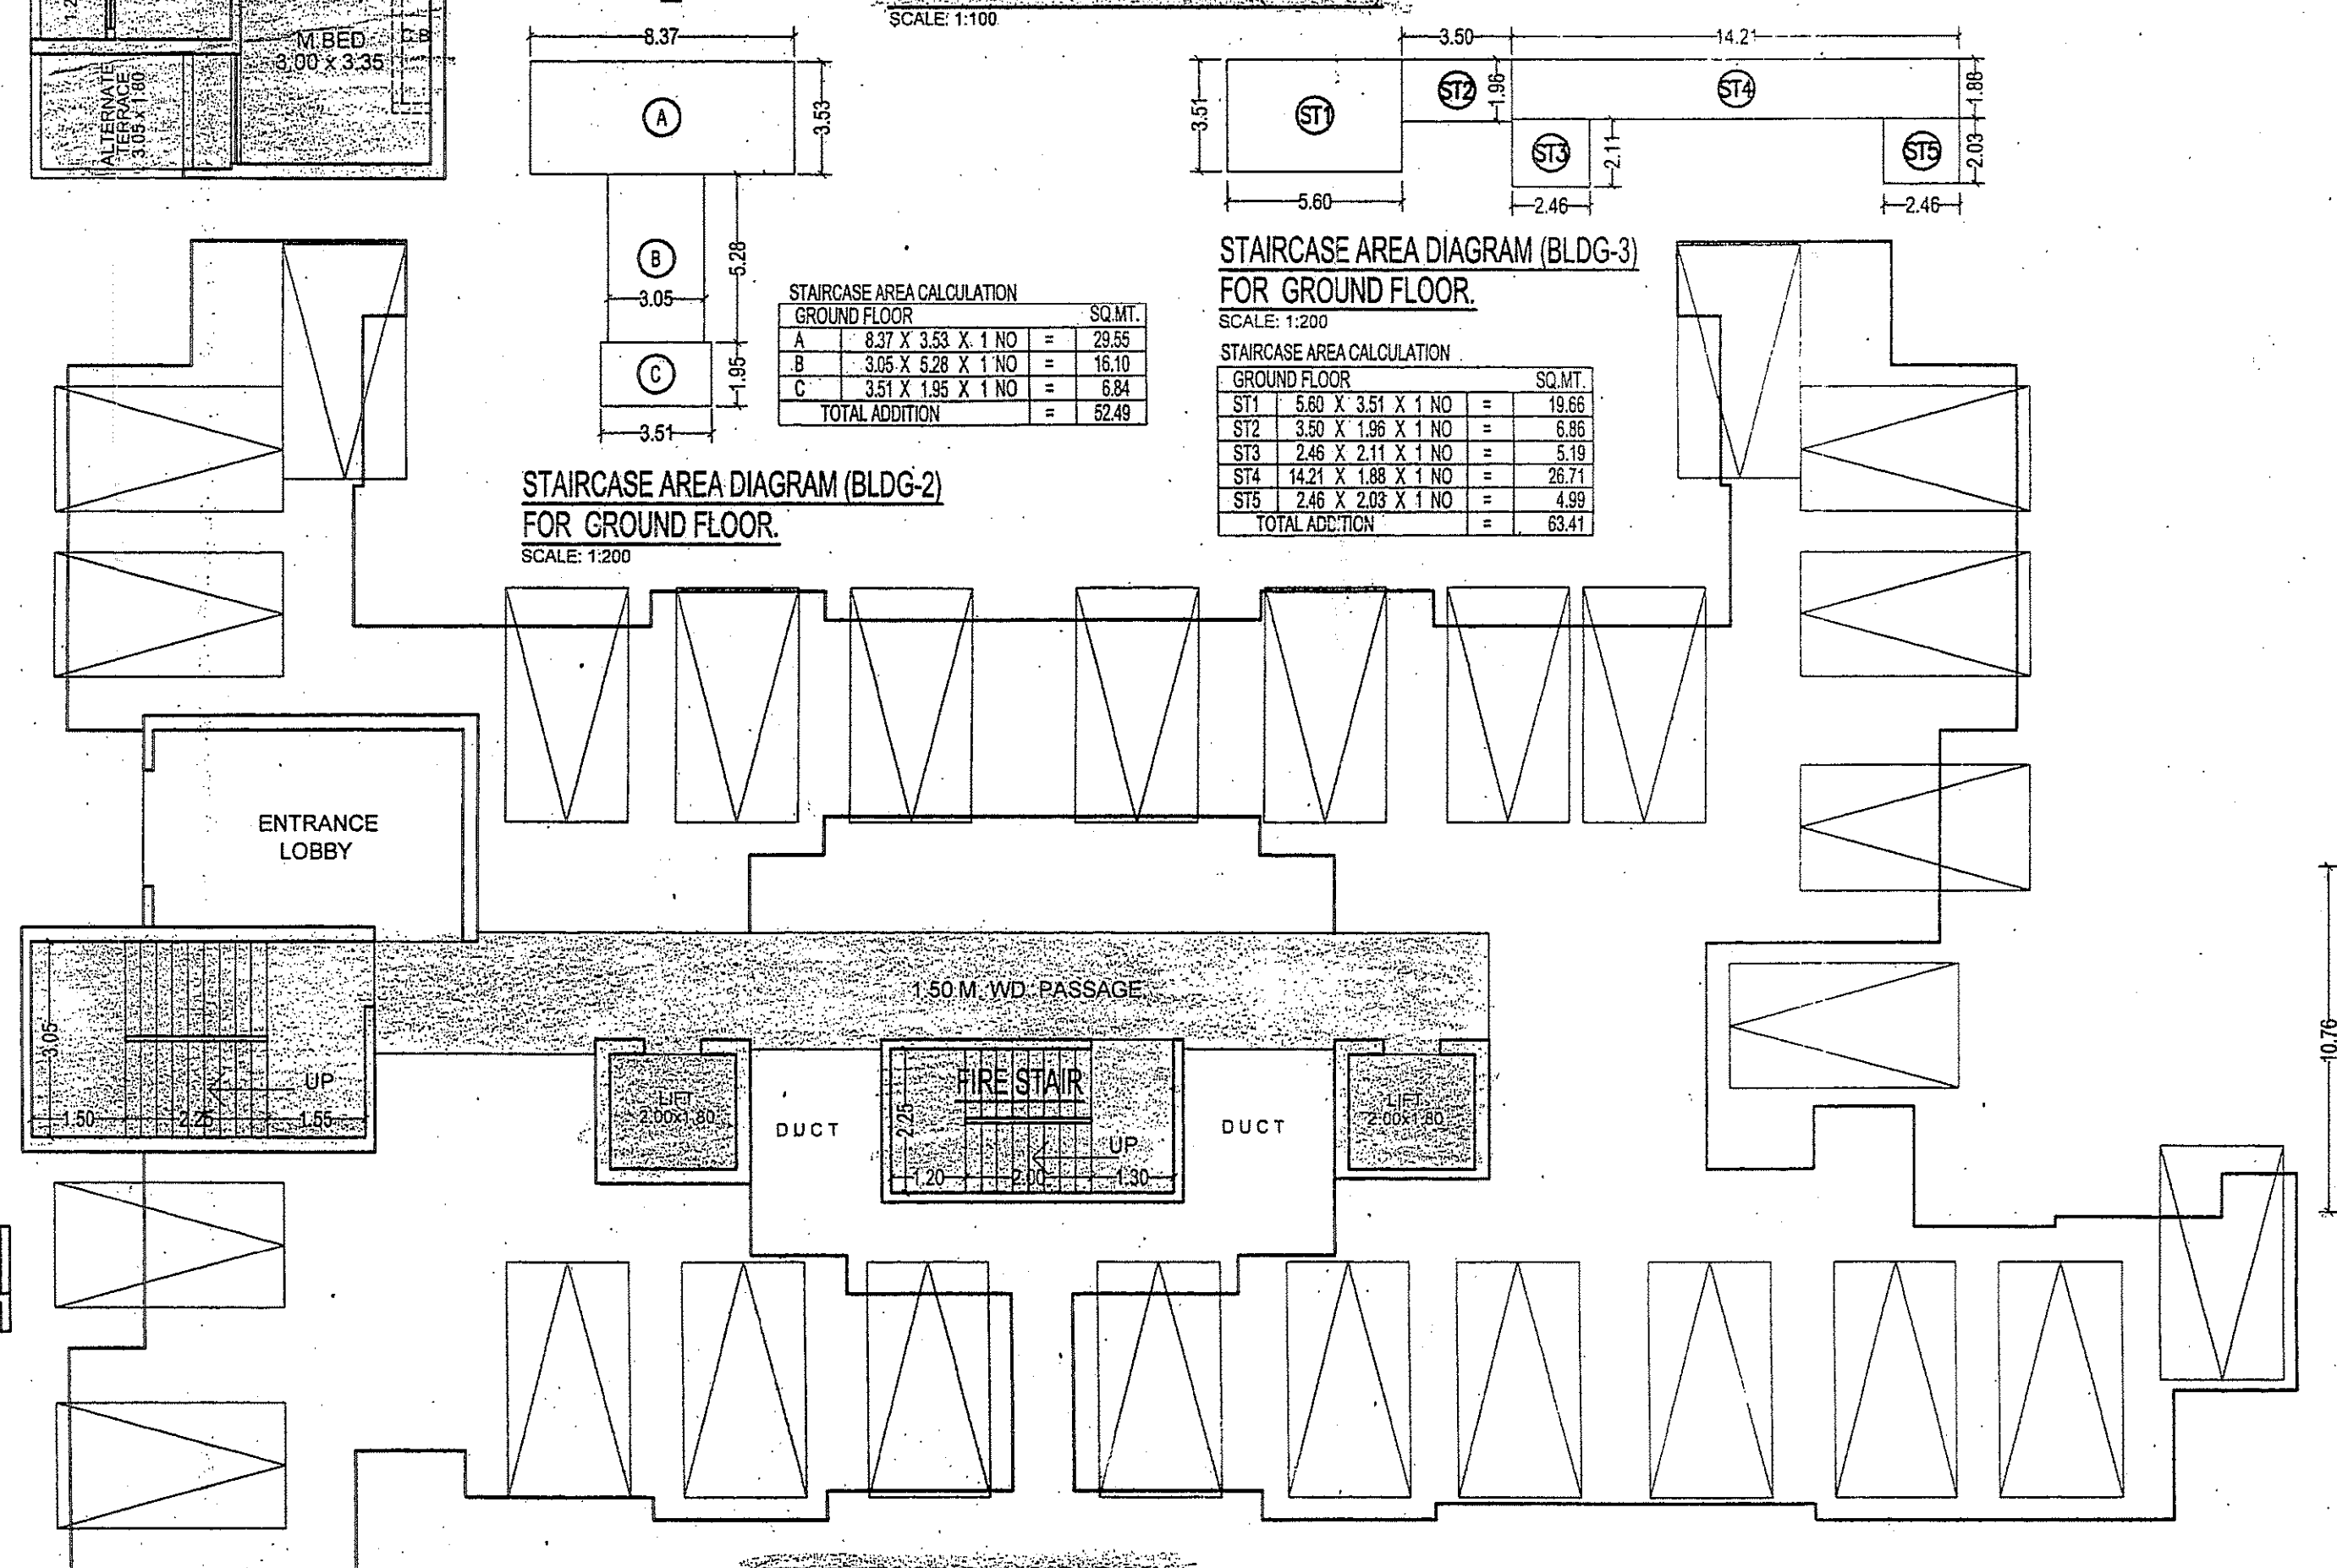 SCALE: 1:100
1.2
M.BED
3.00 x 3.35
C.B
ALTERNATE
TERRACE
3.05 x 1.80
8.37
A
3.53
B
3.05
5.28
C
1.95
3.51
STAIRCASE AREA CALCULATION
GROUND FLOOR SQ.MT.
A 8.37 X 3.53 X 1 NO = 29.55
B 3.05 X 5.28 X 1 NO = 16.10
C 3.51 X 1.95 X 1 NO = 6.84
TOTAL ADDITION = 52.49
STAIRCASE AREA DIAGRAM (BLDG-2)
FOR GROUND FLOOR.
SCALE: 1:200
3.50
14.21
3.51
ST1
ST2
1.96
ST4
1.88
ST3
2.11
ST5
2.03
5.60
2.46
2.46
STAIRCASE AREA DIAGRAM (BLDG-3)
FOR GROUND FLOOR.
SCALE: 1:200
STAIRCASE AREA CALCULATION
GROUND FLOOR SQ.MT.
ST1 5.60 X 3.51 X 1 NO = 19.66
ST2 3.50 X 1.96 X 1 NO = 6.86
ST3 2.46 X 2.11 X 1 NO = 5.19
ST4 14.21 X 1.88 X 1 NO = 26.71
ST5 2.46 X 2.03 X 1 NO = 4.99
TOTAL ADDITION = 63.41
ENTRANCE
LOBBY
1.50 M. WD. PASSAGE
3.05
UP
1.50
2.25
1.55
LIFT
2.00x1.80
DUCT
FIRE STAIR
2.25
UP
1.20
2.00
1.30
DUCT
LIFT
2.00x1.80
10.76